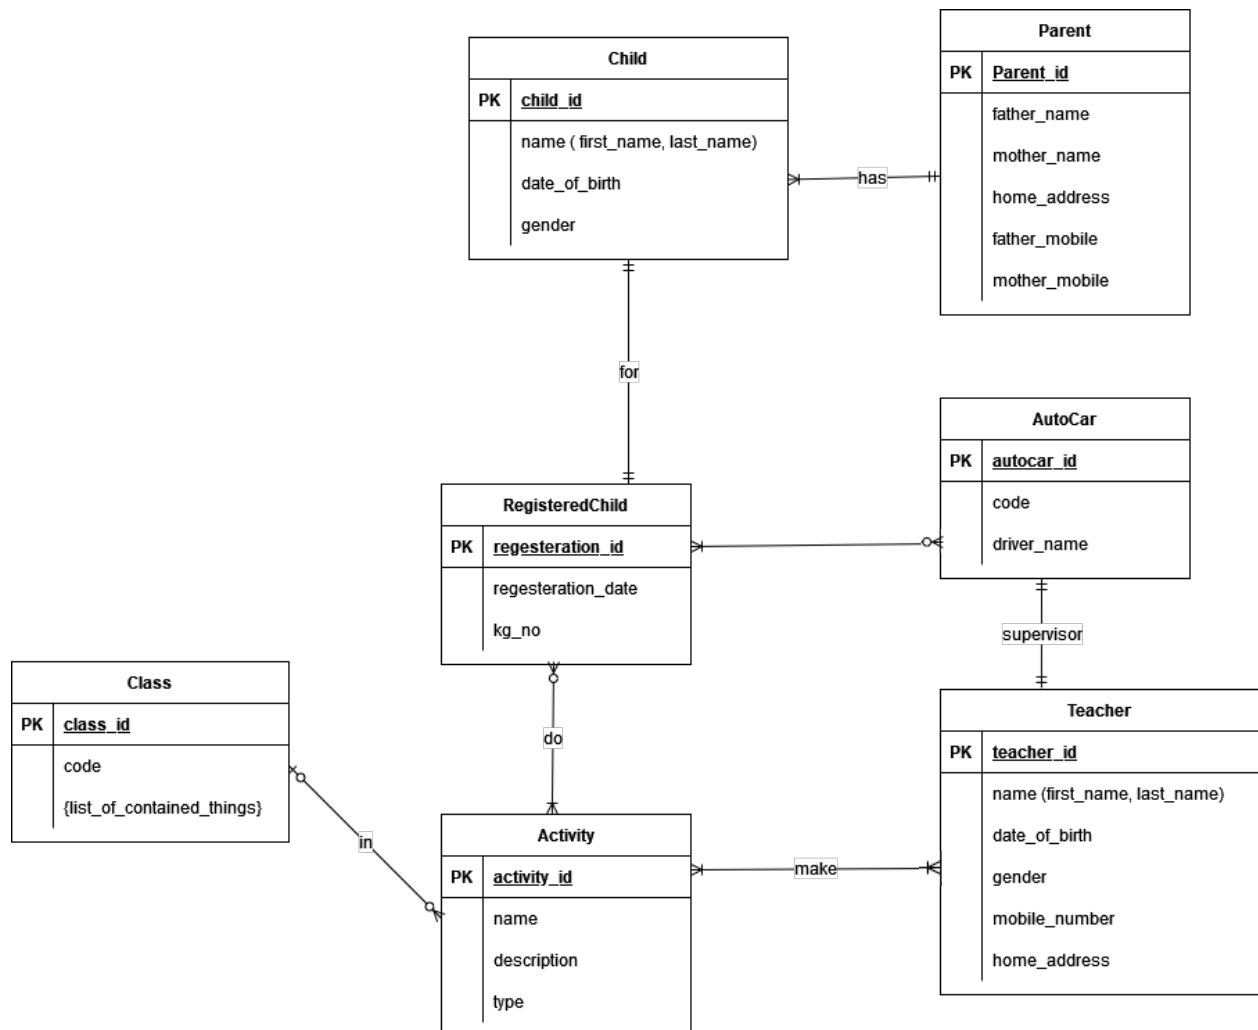 Child
PK child_id
name ( first_name, last_name)
date_of_birth
gender
Parent
PK Parent_id
father_name
mother_name
home_address
father_mobile
mother_mobile
has
for
RegisteredChild
PK regesteration_id
regesteration_date
kg_no
AutoCar
PK autocar_id
code
driver_name
supervisor
Class
PK class_id
code
{list_of_contained_things}
in
do
Activity
PK activity_id
name
description
type
make
Teacher
PK teacher_id
name (first_name, last_name)
date_of_birth
gender
mobile_number
home_address